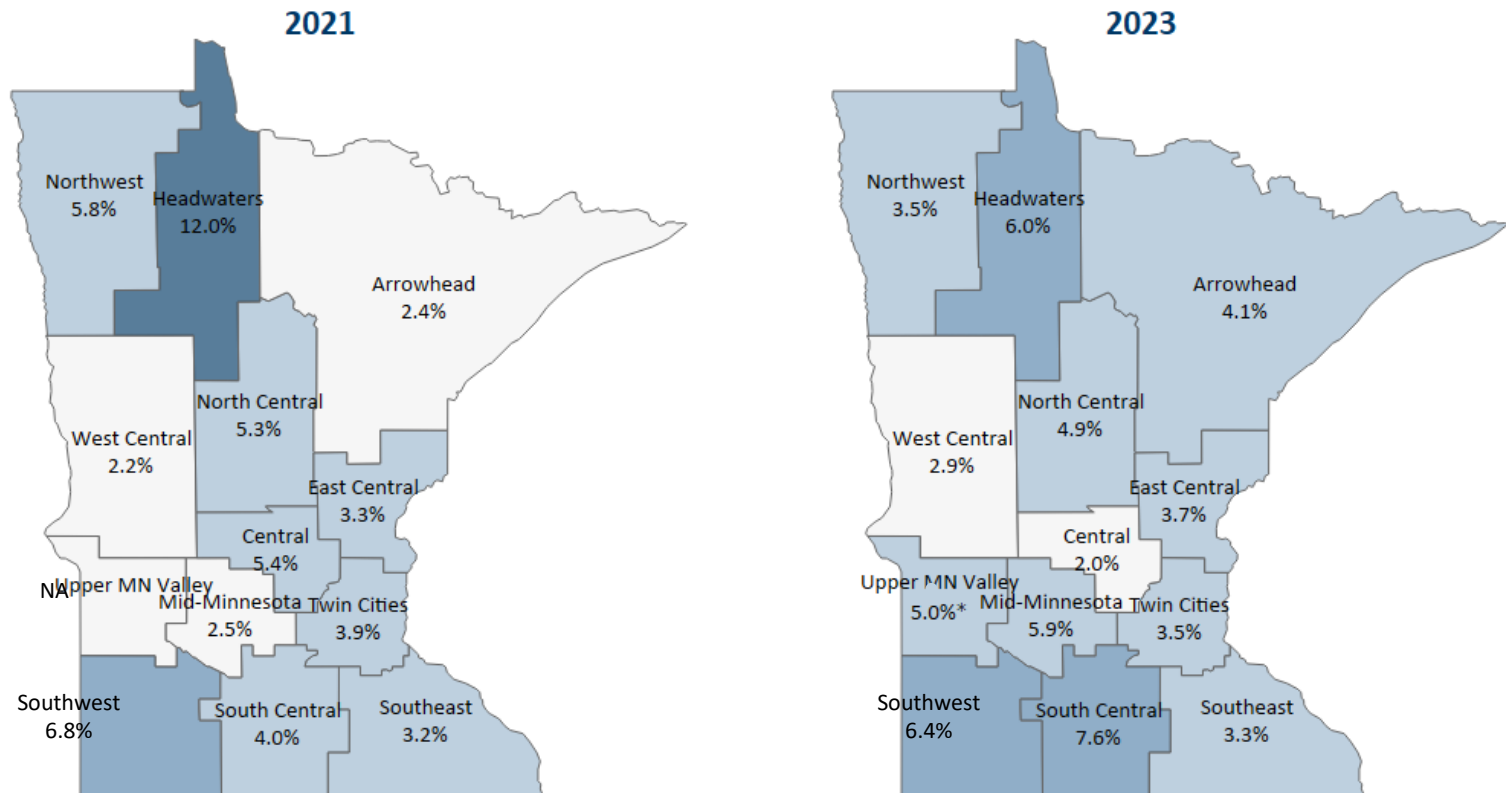 2021
Northwest
5.8%
Headwaters
12.0%
Arrowhead
2.4%
North Central
5.3%
West Central
2.2%
East Central
3.3%
Central
5.4%
NA
Upper MN Valley
Mid-Minnesota
2.5%
Twin Cities
3.9%
Southwest
6.8%
South Central
4.0%
Southeast
3.2%
2023
Northwest
3.5%
Headwaters
6.0%
Arrowhead
4.1%
North Central
4.9%
West Central
2.9%
East Central
3.7%
Central
2.0%
Upper MN Valley
5.0%*
Mid-Minnesota
5.9%
Twin Cities
3.5%
Southwest
6.4%
South Central
7.6%
Southeast
3.3%